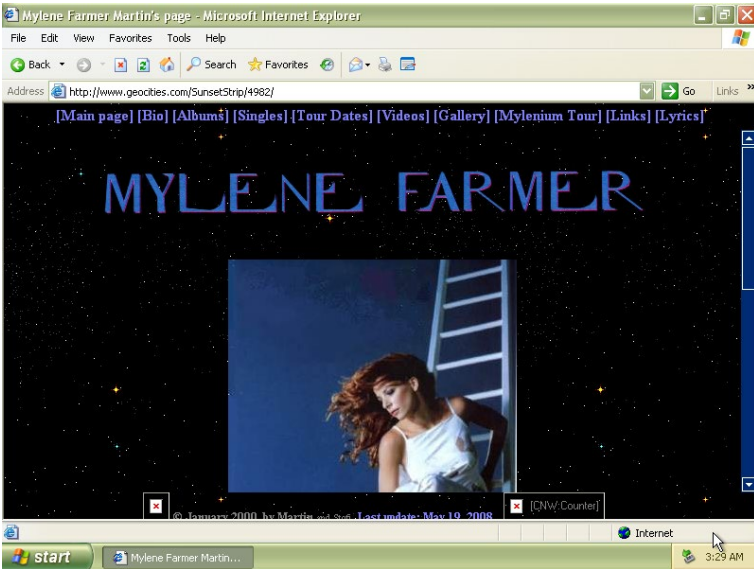 Mylene Farmer Martin's page - Microsoft Internet Explorer
File Edit View Favorites Tools Help
Back Search Favorites
Address http://www.geocities.com/SunsetStrip/4982/ Go Links »
[Main page] [Bio] [Albums] [Singles] [Tour Dates] [Videos] [Gallery] [Mylenium Tour] [Links] [Lyrics]
MYLENE FARMER
[CNW:Counter]
© January 2000 by Martin and Stofi Last update: May 19, 2008
Internet
start Mylene Farmer Martin... 3:29 AM